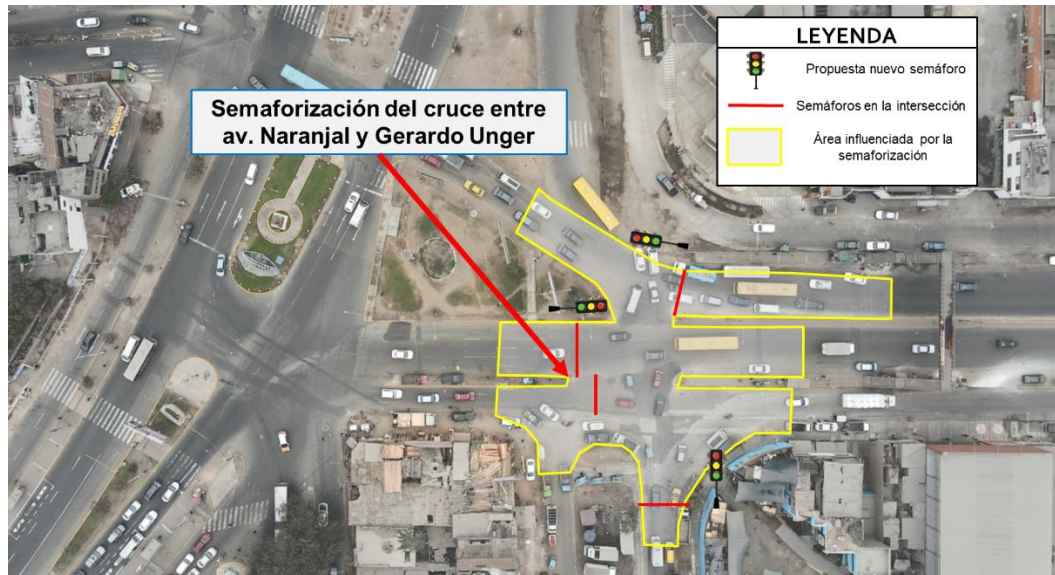 Semaforización del cruce entre
av. Naranjal y Gerardo Unger
LEYENDA
Propuesta nuevo semáforo
Semáforos en la intersección
Área influenciada por la
semaforización